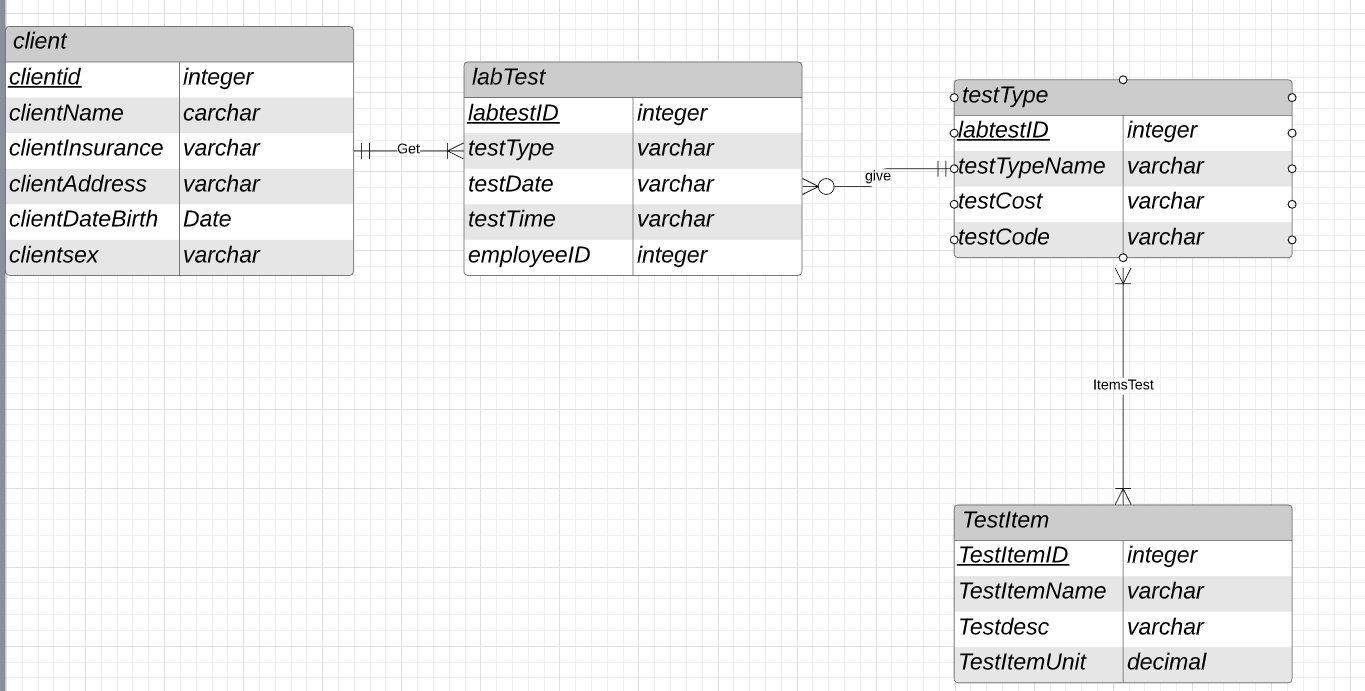 client
clientid integer
clientName carchar
clientInsurance varchar
clientAddress varchar
clientDateBirth Date
clientsex varchar
Get
labTest
labtestID integer
testType varchar
testDate varchar
testTime varchar
employeeID integer
give
testType
labtestID integer
testTypeName varchar
testCost varchar
testCode varchar
ItemsTest
TestItem
TestItemID integer
TestItemName varchar
Testdesc varchar
TestItemUnit decimal